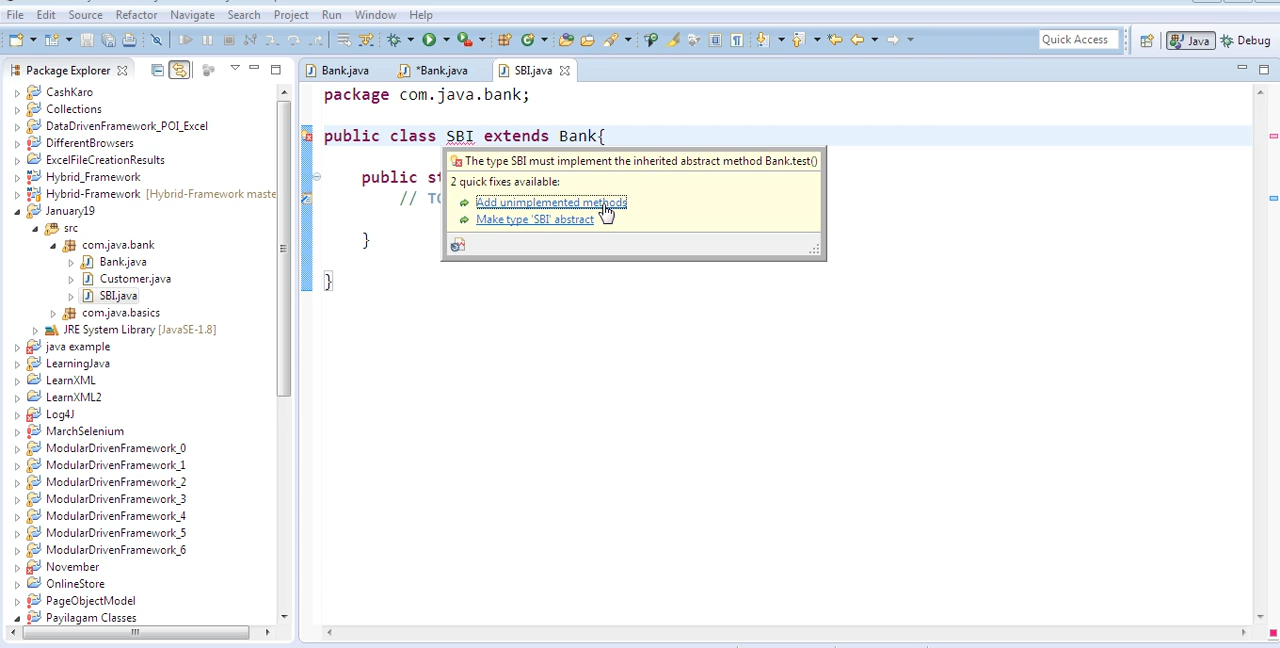 File Edit Source Refactor Navigate Search Project Run Window Help
Quick Access Java Debug
Package Explorer
CashKaro
Collections
DataDrivenFramework_POI_Excel
DifferentBrowsers
ExcelFileCreationResults
Hybrid_Framework
Hybrid-Framework [Hybrid-Framework maste
January19
src
com.java.bank
Bank.java
Customer.java
SBI.java
com.java.basics
JRE System Library [JavaSE-1.8]
java example
LearningJava
LearnXML
LearnXML2
Log4J
MarchSelenium
ModularDrivenFramework_0
ModularDrivenFramework_1
ModularDrivenFramework_2
ModularDrivenFramework_3
ModularDrivenFramework_4
ModularDrivenFramework_5
ModularDrivenFramework_6
November
OnlineStore
PageObjectModel
Payilagam Classes
Bank.java *Bank.java SBI.java
package com.java.bank;
public class SBI extends Bank{
public st
// TO
}
}
The type SBI must implement the inherited abstract method Bank.test()
2 quick fixes available:
Add unimplemented methods
Make type 'SBI' abstract